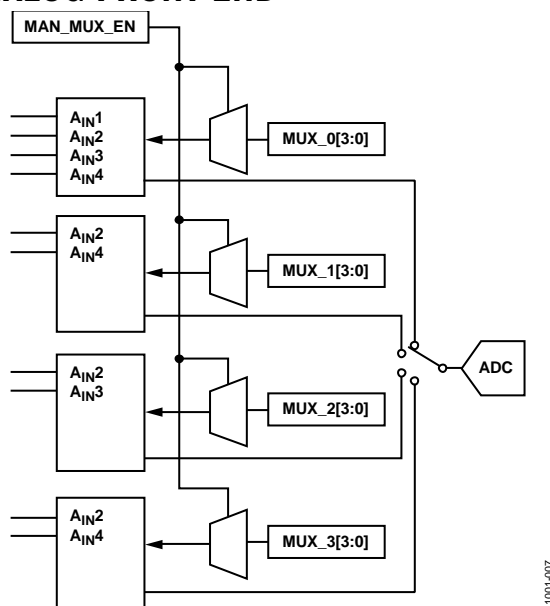 MAN_MUX_EN
AIN1
AIN2
AIN3
AIN4
MUX_0[3:0]
AIN2
AIN4
MUX_1[3:0]
ADC
AIN2
AIN3
MUX_2[3:0]
AIN2
AIN4
MUX_3[3:0]